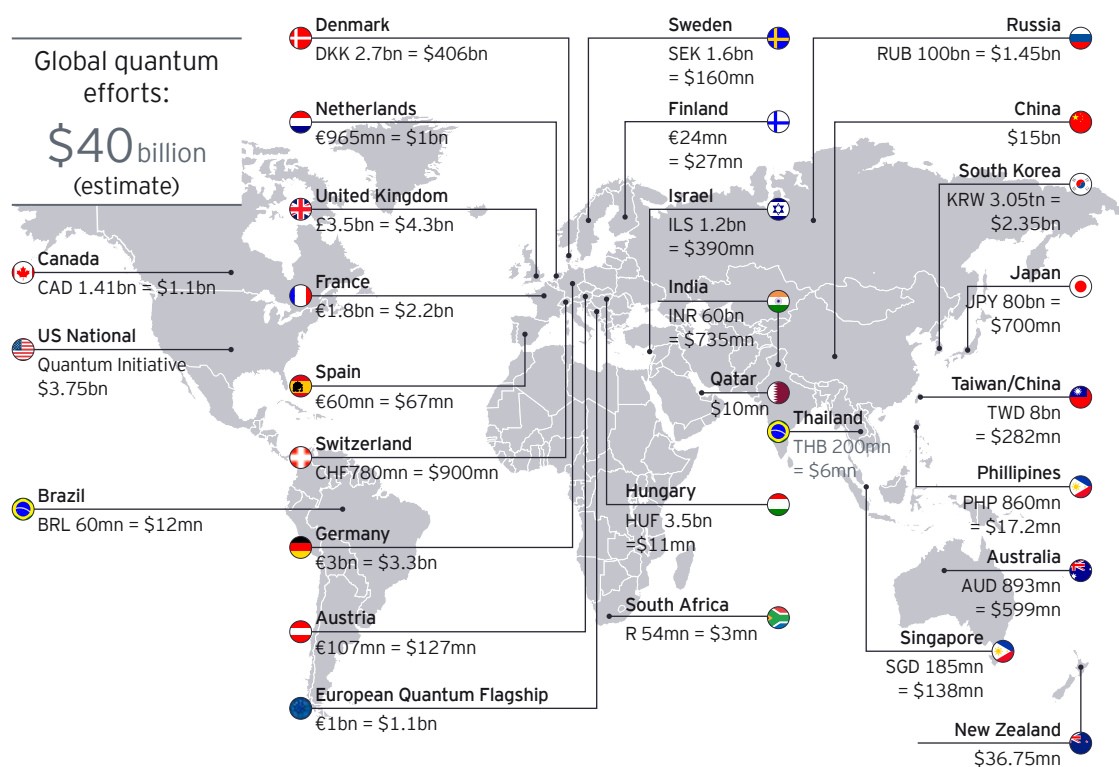 Global quantum
efforts:
$40 billion
(estimate)
Canada
CAD 1.41bn = $1.1bn
US National
Quantum Initiative
$3.75bn
Brazil
BRL 60mn = $12mn
Denmark
DKK 2.7bn = $406bn
Netherlands
€965mn = $1bn
United Kingdom
£3.5bn = $4.3bn
France
€1.8bn = $2.2bn
Spain
€60mn = $67mn
Switzerland
CHF780mn = $900mn
Germany
€3bn = $3.3bn
Austria
€107mn = $127mn
European Quantum Flagship
€1bn = $1.1bn
Sweden
SEK 1.6bn
= $160mn
Finland
€24mn
= $27mn
Israel
ILS 1.2bn
= $390mn
India
INR 60bn
= $735mn
Qatar
$10mn
Thailand
THB 200mn
= $6mn
Hungary
HUF 3.5bn
=$11mn
South Africa
R 54mn = $3mn
Russia
RUB 100bn = $1.45bn
China
$15bn
South Korea
KRW 3.05tn =
$2.35bn
Japan
JPY 80bn =
$700mn
Taiwan/China
TWD 8bn
= $282mn
Phillipines
PHP 860mn
= $17.2mn
Australia
AUD 893mn
= $599mn
Singapore
SGD 185mn
= $138mn
New Zealand
$36.75mn